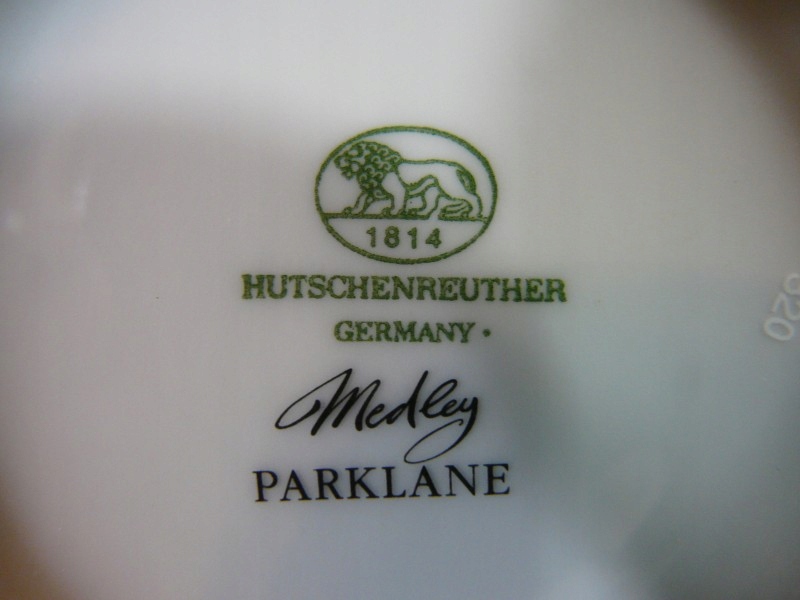 1814
HUTSCHENREUTHER
GERMANY·
Medley
PARKLANE